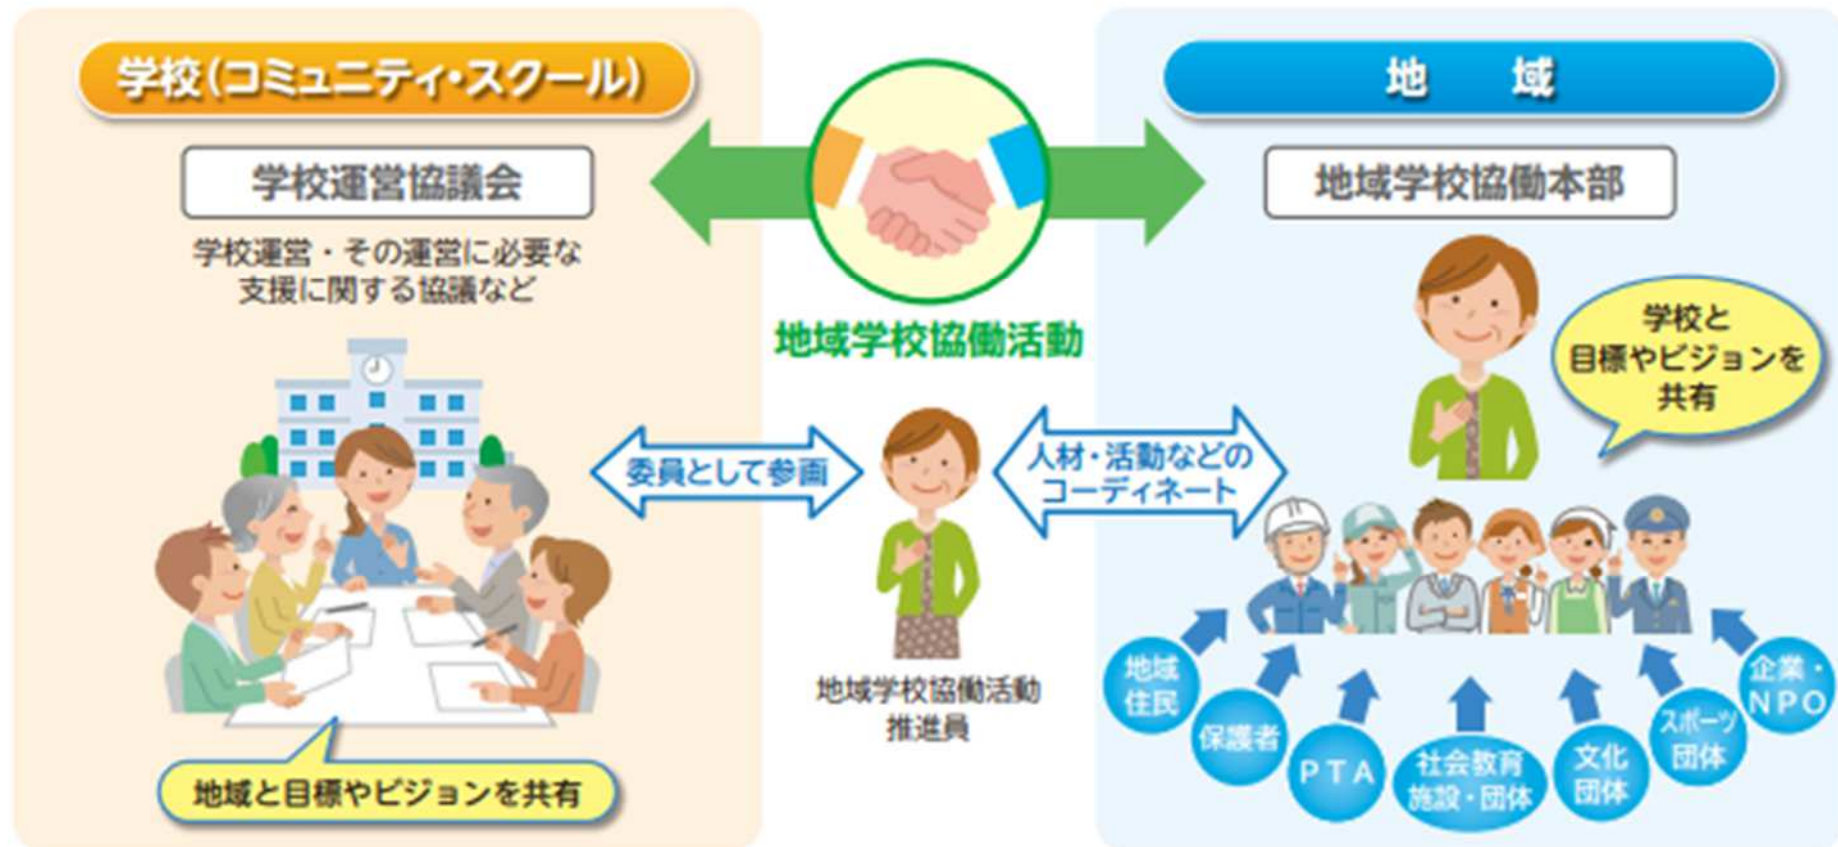 学校(コミュニティ・スクール)
学校運営協議会
学校運営・その運営に必要な
支援に関する協議など
地域と目標やビジョンを共有
地域学校協働活動
委員として参画
人材・活動などの
コーディネート
地域学校協働活動
推進員
地　域
地域学校協働本部
学校と
目標やビジョンを
共有
地域
住民
保護者
PTA
社会教育
施設・団体
文化
団体
スポーツ
団体
企業・
NPO